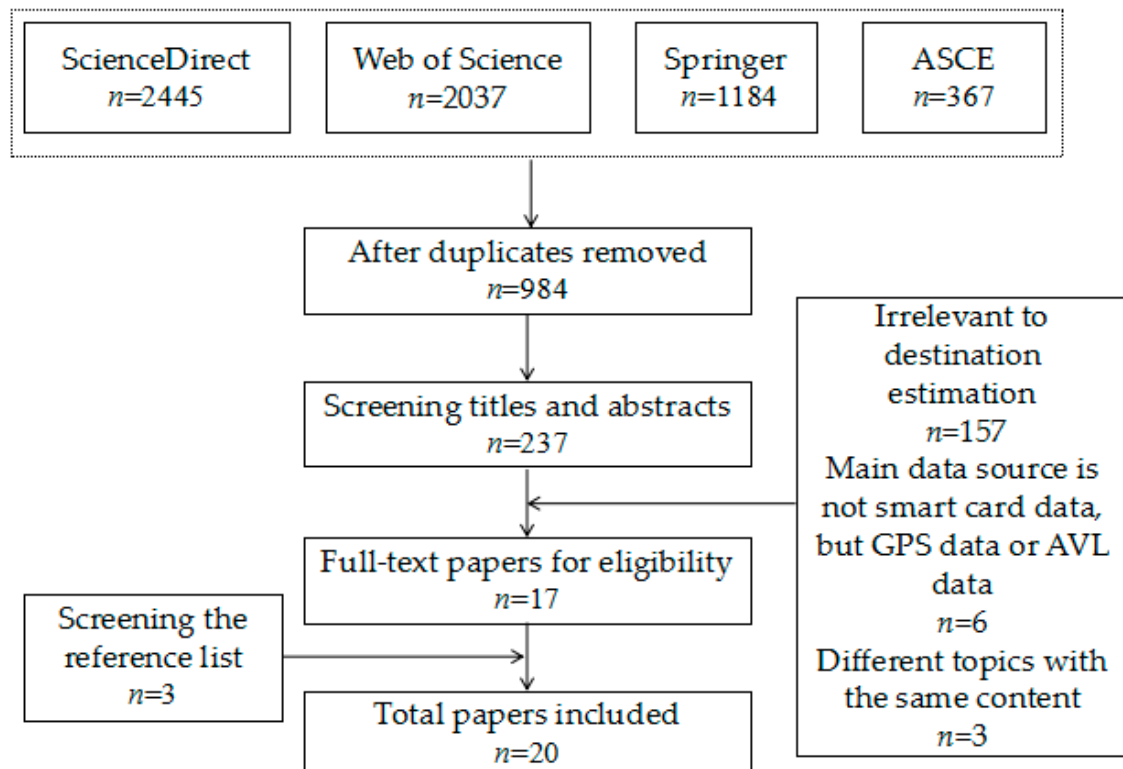 ScienceDirect
n=2445
Web of Science
n=2037
Springer
n=1184
ASCE
n=367
After duplicates removed
n=984
Screening titles and abstracts
n=237
Irrelevant to
destination
estimation
n=157
Main data source is
not smart card data,
but GPS data or AVL
data
n=6
Different topics with
the same content
n=3
Full-text papers for eligibility
n=17
Screening the
reference list
n=3
Total papers included
n=20